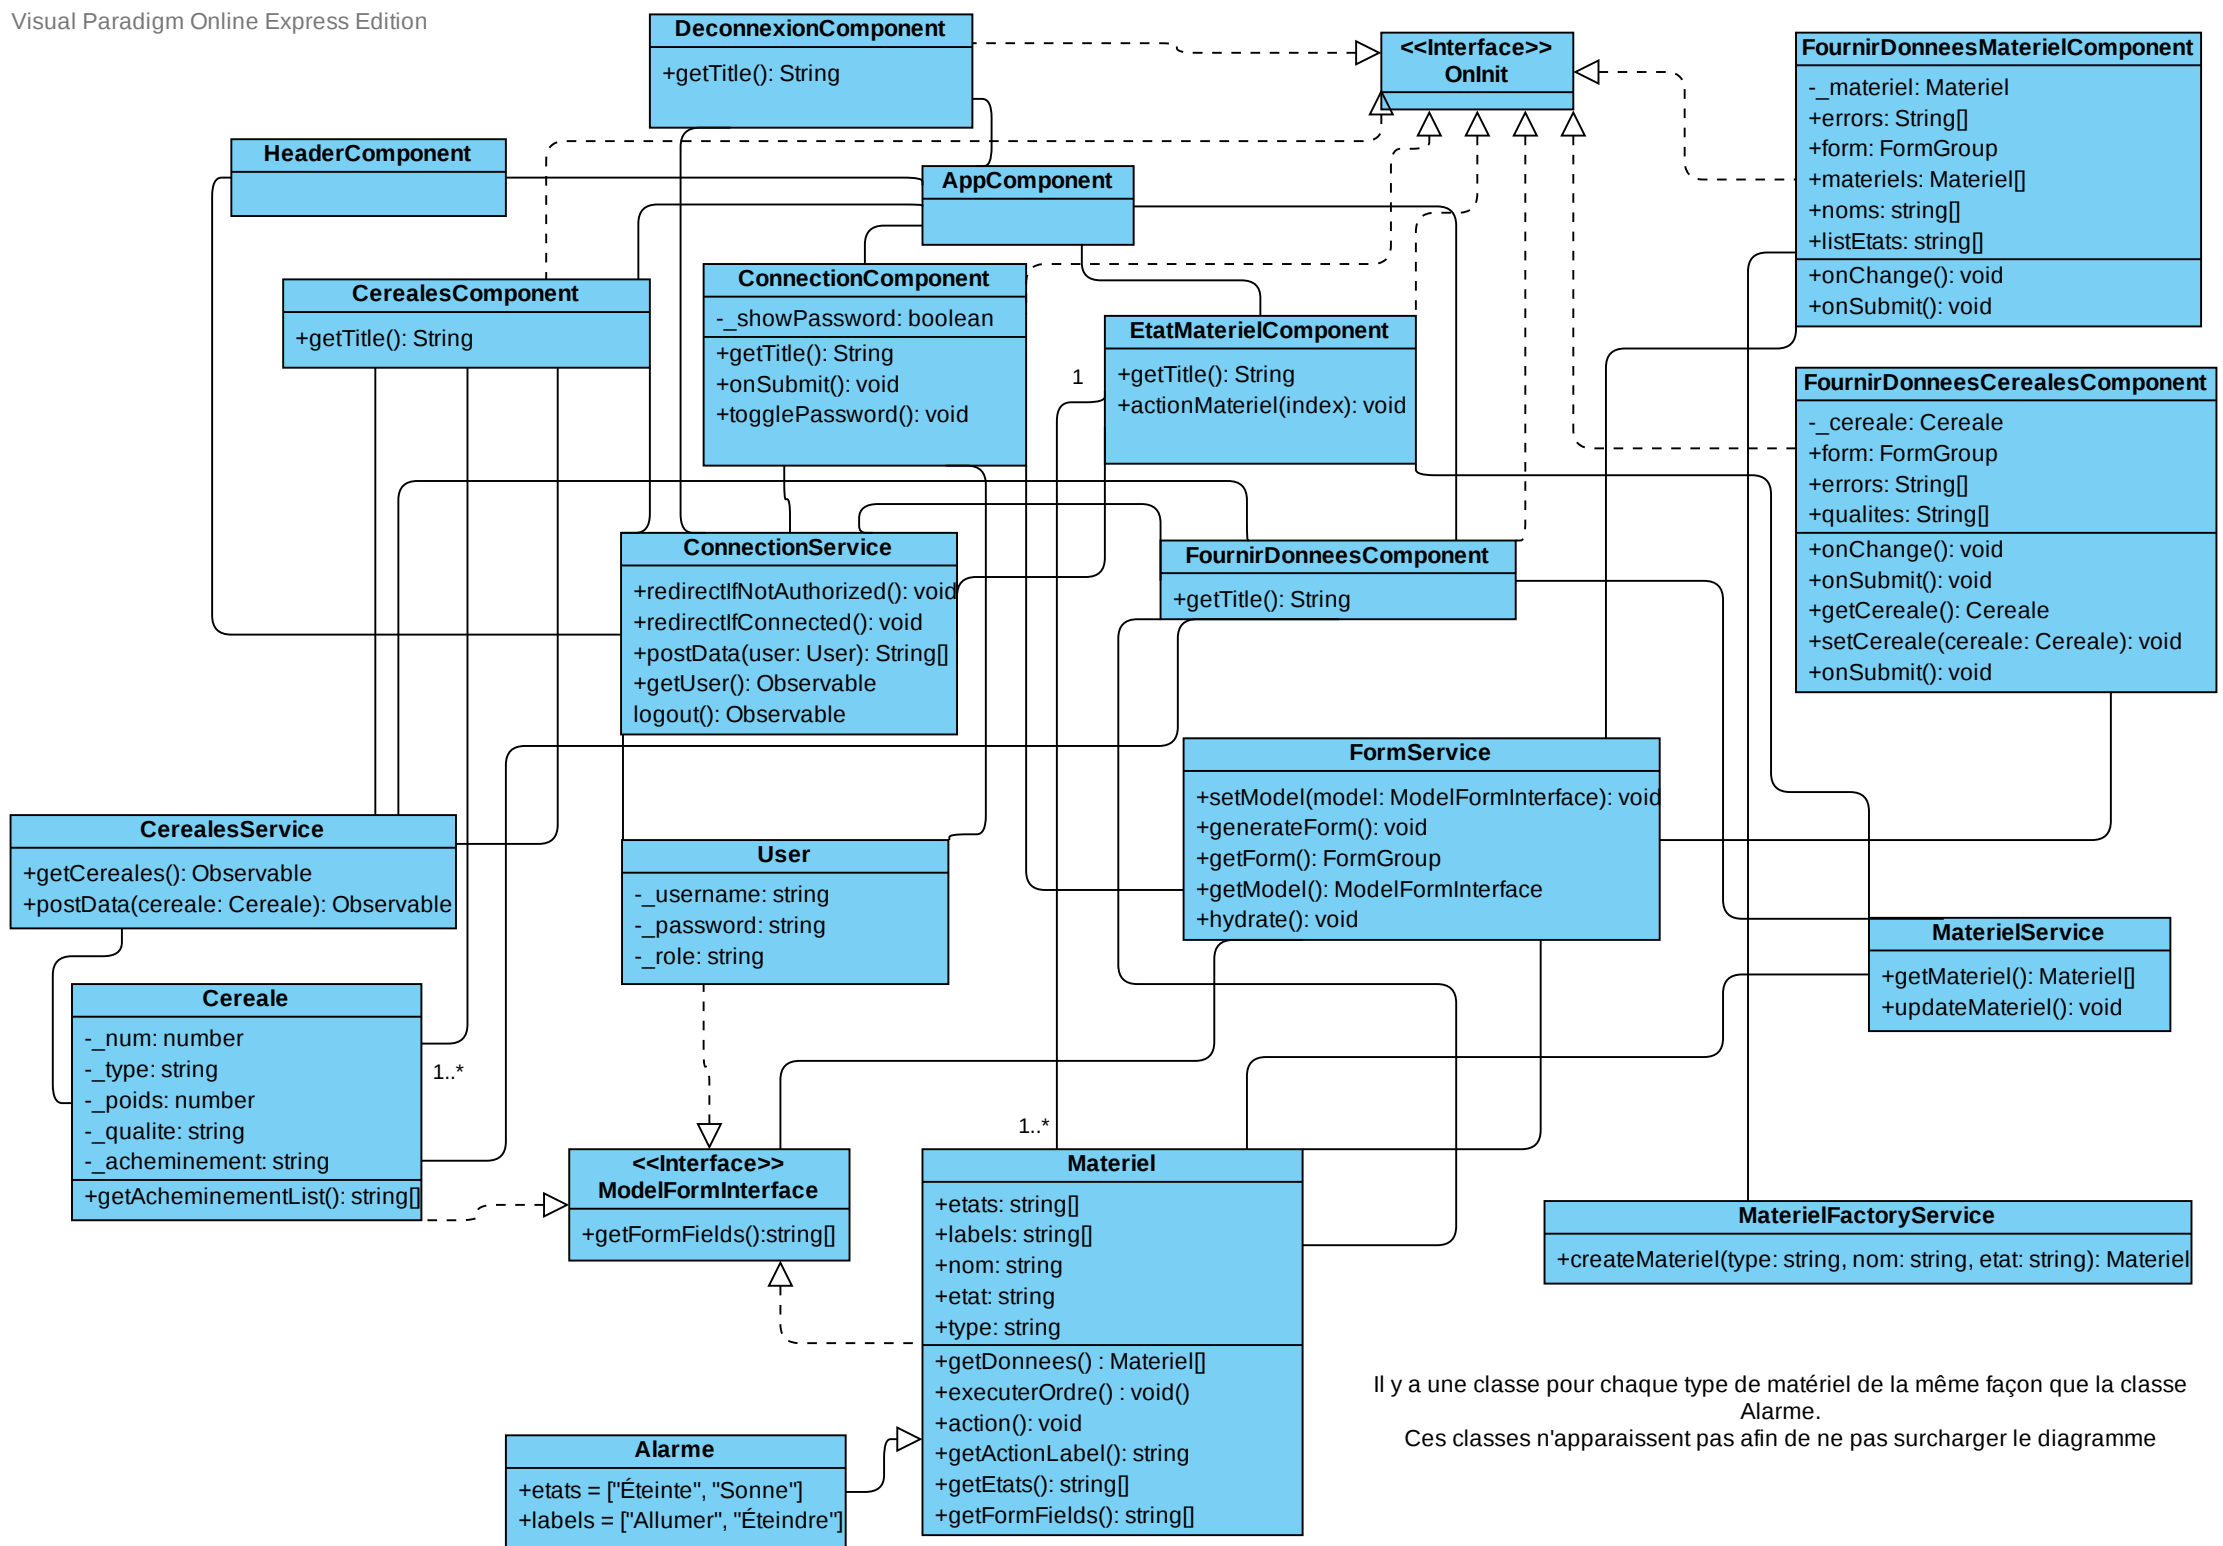 Visual Paradigm Online Express Edition
DeconnexionComponent
+getTitle(): String
<<Interface>>
OnInit
FournirDonneesMaterielComponent
-_materiel: Materiel
+errors: String[]
+form: FormGroup
+materiels: Materiel[]
+noms: string[]
+listEtats: string[]
+onChange(): void
+onSubmit(): void
HeaderComponent
AppComponent
CerealesComponent
+getTitle(): String
ConnectionComponent
-_showPassword: boolean
+getTitle(): String
+onSubmit(): void
+togglePassword(): void
EtatMaterielComponent
+getTitle(): String
+actionMateriel(index): void
1
FournirDonneesCerealesComponent
-_cereale: Cereale
+form: FormGroup
+errors: String[]
+qualites: String[]
+onChange(): void
+onSubmit(): void
+getCereale(): Cereale
+setCereale(cereale: Cereale): void
+onSubmit(): void
ConnectionService
+redirectIfNotAuthorized(): void
+redirectIfConnected(): void
+postData(user: User): String[]
+getUser(): Observable
logout(): Observable
FournirDonneesComponent
+getTitle(): String
FormService
+setModel(model: ModelFormInterface): void
+generateForm(): void
+getForm(): FormGroup
+getModel(): ModelFormInterface
+hydrate(): void
CerealesService
+getCereales(): Observable
+postData(cereale: Cereale): Observable
User
-_username: string
-_password: string
-_role: string
MaterielService
+getMateriel(): Materiel[]
+updateMateriel(): void
Cereale
-_num: number
-_type: string
-_poids: number
-_qualite: string
-_acheminement: string
+getAcheminementList(): string[]
1..*
1..*
<<Interface>>
ModelFormInterface
+getFormFields():string[]
Materiel
+etats: string[]
+labels: string[]
+nom: string
+etat: string
+type: string
+getDonnees() : Materiel[]
+executerOrdre() : void()
+action(): void
+getActionLabel(): string
+getEtats(): string[]
+getFormFields(): string[]
MaterielFactoryService
+createMateriel(type: string, nom: string, etat: string): Materiel
Il y a une classe pour chaque type de matériel de la même façon que la classe
Alarme.
Ces classes n'apparaissent pas afin de ne pas surcharger le diagramme
Alarme
+etats = ["Éteinte", "Sonne"]
+labels = ["Allumer", "Éteindre"]